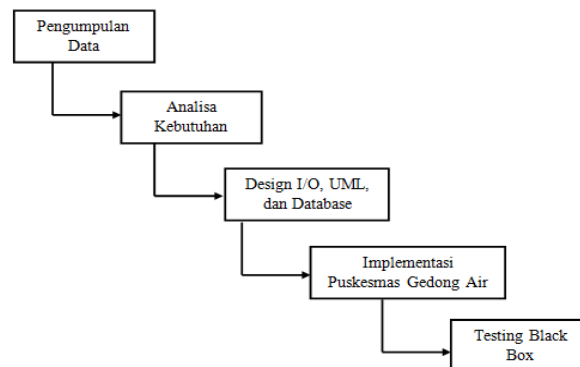 Pengumpulan
Data
Analisa
Kebutuhan
Design I/O, UML,
dan Database
Implementasi
Puskesmas Gedong Air
Testing Black
Box